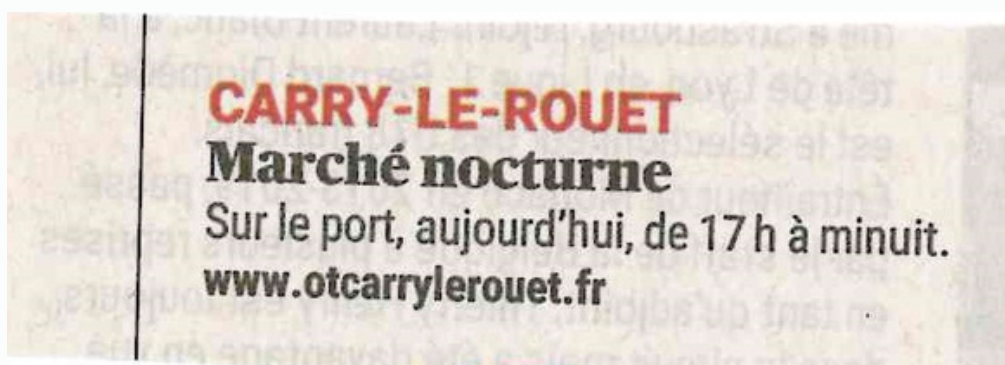 CARRY-LE-ROUET
Marché nocturne
Sur le port, aujourd'hui, de 17 h à minuit.
www.otcarrylerouet.fr